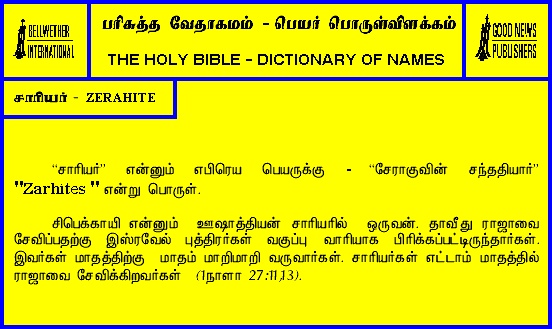 BELLWETHER
INTERNATIONAL
பரிசுத்த வேதாகமம் - பெயர் பொருள்விளக்கம்
THE HOLY BIBLE - DICTIONARY OF NAMES
GOOD NEWS
PUBLISHERS
சாரியர் - ZERAHITE
“சாரியர்” என்னும் எபிரெய பெயருக்கு - “சேராகுவின் சந்ததியார்”
"Zarhites " என்று பொருள்.
சிபெக்காயி என்னும் ஊஷாத்தியன் சாரியரில் ஒருவன். தாவீது ராஜாவை
சேவிப்பதற்கு இஸ்ரவேல் புத்திரர்கள் வகுப்பு வாரியாக பிரிக்கப்பட்டிருந்தார்கள்.
இவர்கள் மாதத்திற்கு மாதம் மாறிமாறி வருவார்கள். சாரியர்கள் எட்டாம் மாதத்தில்
ராஜாவை சேவிக்கிறவர்கள் (1நாளா 27:11,13).